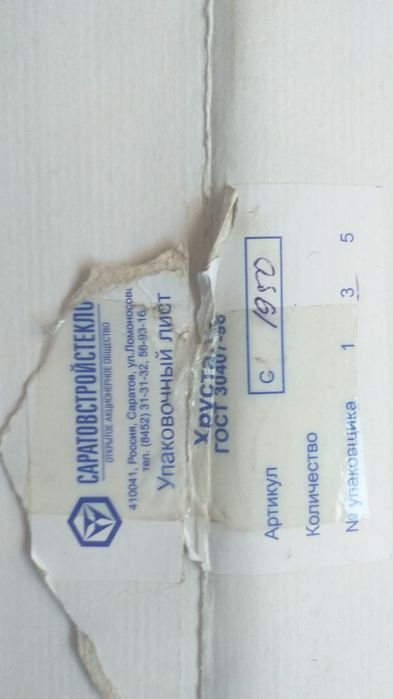 САРАТОВСТРОЙСТЕКЛО
ОТКРЫТОЕ АКЦИОНЕРНОЕ ОБЩЕСТВО
410041, Россия, Саратов, ул.Ломоносова
тел. (8452) 31-31-32, 56-93-16
Упаковочный лист
Хруста
ГОСТ 30407-96
Артикул С 1950
Количество
№ упаковщика 1 3 5